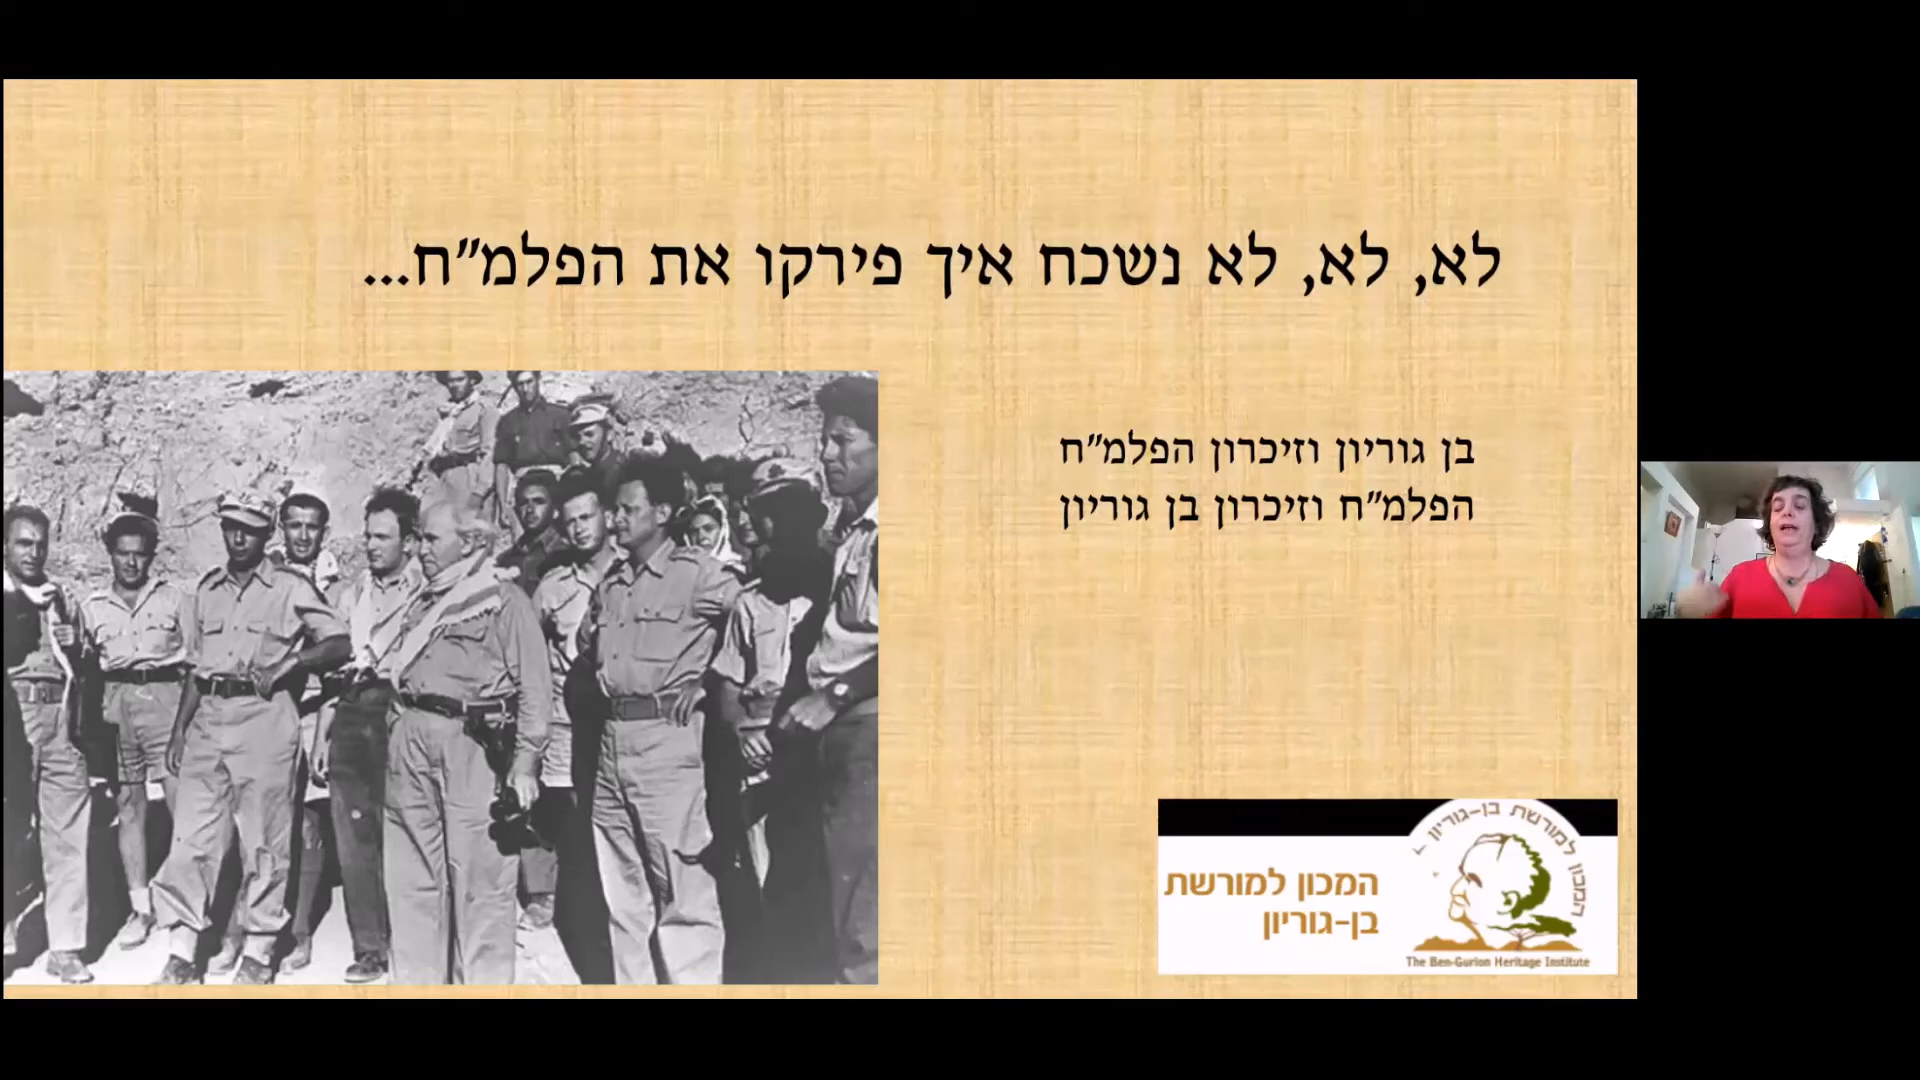 לא, לא, לא נשכח איך פירקו את הפלמ"ח...
בן גוריון וזיכרון הפלמ"ח
הפלמ"ח וזיכרון בן גוריון
המכון למורשת
בן-גוריון
המכון למורשת בן-גוריון
The Ben-Gurion Heritage Institute